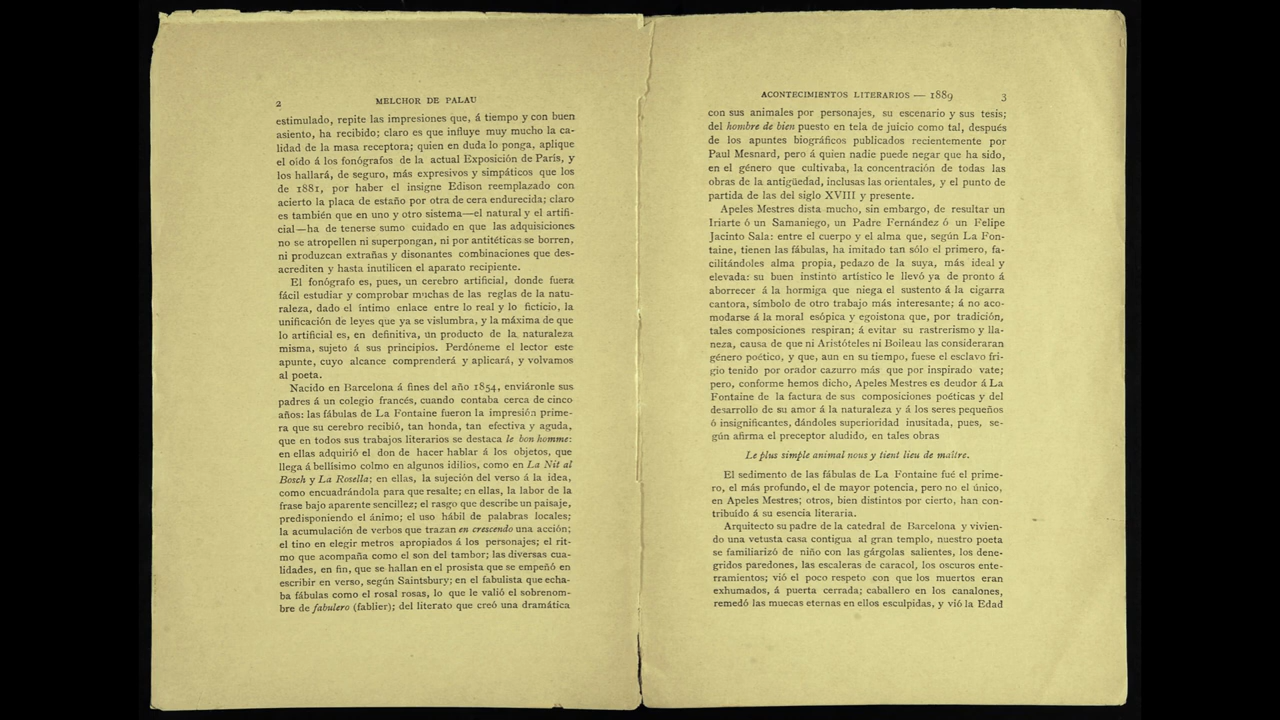 2
MELCHOR DE PALAU
estimulado, repite las impresiones que, á tiempo y con buen
asiento, ha recibido; claro es que influye muy mucho la ca-
lidad de la masa receptora; quien en duda lo ponga, aplique
el oido á los fonógrafos de la actual Exposición de París, y
los hallará, de seguro, más expresivos y simpáticos que los
de 1881, por haber el insigne Edison reemplazado con
acierto la placa de estaño por otra de cera endurecida; claro
es también que en uno y otro sistema—el natural y el artifi-
cial—ha de tenerse sumo cuidado en que las adquisiciones
no se atropellen ni superpongan, ni por antitéticas se borren,
ni produzcan extrañas y disonantes combinaciones que des-
acrediten y hasta inutilicen el aparato recipiente.
El fonógrafo es, pues, un cerebro artificial, donde fuera
fácil estudiar y comprobar muchas de las reglas de la natu-
raleza, dado el íntimo enlace entre lo real y lo ficticio, la
unificación de leyes que ya se vislumbra, y la máxima de que
lo artificial es, en definitiva, un producto de la naturaleza
misma, sujeto á sus principios. Perdóneme el lector este
apunte, cuyo alcance comprenderá y aplicará, y volvamos
al poeta.
Nacido en Barcelona á fines del año 1854, enviáronle sus
padres á un colegio francés, cuando contaba cerca de cinco
años: las fábulas de La Fontaine fueron la impresión prime-
ra que su cerebro recibió, tan honda, tan efectiva y aguda,
que en todos sus trabajos literarios se destaca le bon homme:
en ellas adquirió el don de hacer hablar á los objetos, que
llega á bellísimo colmo en algunos idilios, como en La Nit al
Bosch y La Rosella; en ellas, la sujeción del verso á la idea,
como encuadrándola para que resalte; en ellas, la labor de la
frase bajo aparente sencillez; el rasgo que describe un paisaje,
predisponiendo el ánimo; el uso hábil de palabras locales;
la acumulación de verbos que trazan en crescendo una acción;
el tino en elegir metros apropiados á los personajes; el rit-
mo que acompaña como el son del tambor; las diversas cua-
lidades, en fin, que se hallan en el prosista que se empeñó en
escribir en verso, según Saintsbury; en el fabulista que echa-
ba fábulas como el rosal rosas, lo que le valió el sobrenom-
bre de fabulero (fablier); del literato que creó una dramática
ACONTECIMIENTOS LITERARIOS — 1889
3
con sus animales por personajes, su escenario y sus tesis;
del hombre de bien puesto en tela de juicio como tal, después
de los apuntes biográficos publicados recientemente por
Paul Mesnard, pero á quien nadie puede negar que ha sido,
en el género que cultivaba, la concentración de todas las
obras de la antigüedad, inclusas las orientales, y el punto de
partida de las del siglo XVIII y presente.
Apeles Mestres dista mucho, sin embargo, de resultar un
Iriarte ó un Samaniego, un Padre Fernández ó un Felipe
Jacinto Sala: entre el cuerpo y el alma que, según La Fon-
taine, tienen las fábulas, ha imitado tan sólo el primero, fa-
cilitándoles alma propia, pedazo de la suya, más ideal y
elevada: su buen instinto artístico le llevó ya de pronto á
aborrecer á la hormiga que niega el sustento á la cigarra
cantora, símbolo de otro trabajo más interesante; á no aco-
modarse á la moral esópica y egoistona que, por tradición,
tales composiciones respiran; á evitar su rastrerismo y lla-
neza, causa de que ni Aristóteles ni Boileau las consideraran
género poético, y que, aun en su tiempo, fuese el esclavo fri-
gio tenido por orador cazurro más que por inspirado vate;
pero, conforme hemos dicho, Apeles Mestres es deudor á La
Fontaine de la factura de sus composiciones poéticas y del
desarrollo de su amor á la naturaleza y á los seres pequeños
ó insignificantes, dándoles superioridad inusitada, pues, se-
gún afirma el preceptor aludido, en tales obras
Le plus simple animal nous y tient lieu de maître.
El sedimento de las fábulas de La Fontaine fué el prime-
ro, el más profundo, el de mayor potencia, pero no el único,
en Apeles Mestres; otros, bien distintos por cierto, han con-
tribuído á su esencia literaria.
Arquitecto su padre de la catedral de Barcelona y vivien-
do una vetusta casa contigua al gran templo, nuestro poeta
se familiarizó de niño con las gárgolas salientes, los dene-
gridos paredones, las escaleras de caracol, los oscuros ente-
rramientos; vió el poco respeto con que los muertos eran
exhumados, á puerta cerrada; caballero en los canalones,
remedó las muecas eternas en ellos esculpidas, y vió la Edad